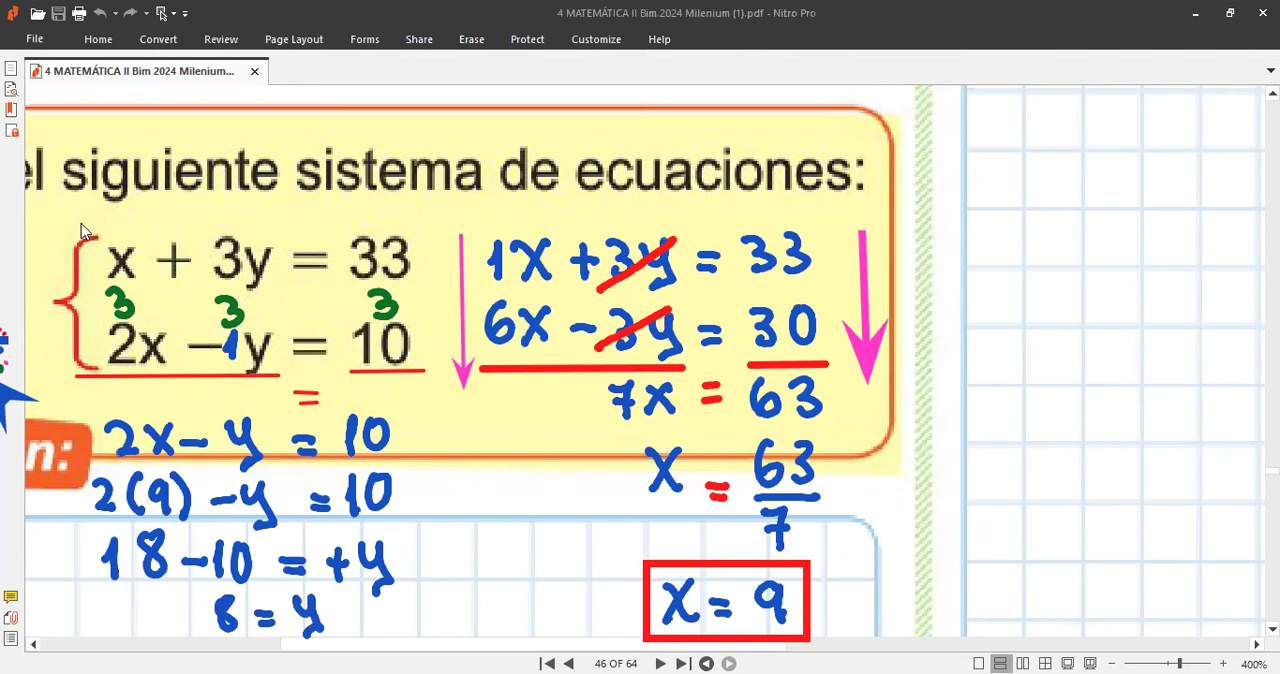 4 MATEMÁTICA II Bim.2024 Milenium (1).pdf - Nitro Pro
File Home Convert Review Page Layout Forms Share Erase Protect Customize Help
4 MATEMÁTICA II Bim 2024 Milenium...
el siguiente sistema de ecuaciones:
x + 3y = 33
3 3 3
2x - 1y = 10
=
1x + 3y = 33
6x - 3y = 30
7x = 63
x = 63/7
x = 9
n:
2x - y = 10
2(9) - y = 10
18 - 10 = + y
8 = y
46 OF 64
400%